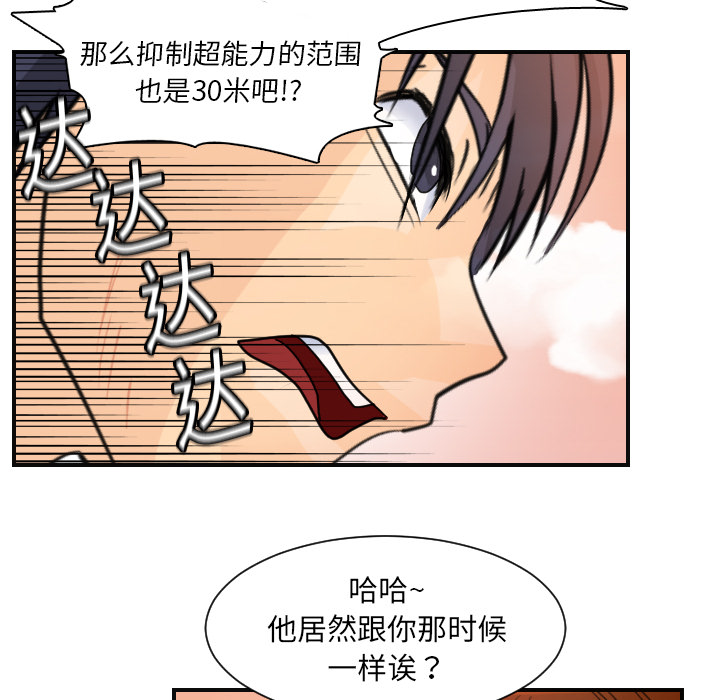 那么抑制超能力的范围
也是30米吧!?
达
达
达
达
哈哈~
他居然跟你那时候
一样诶？